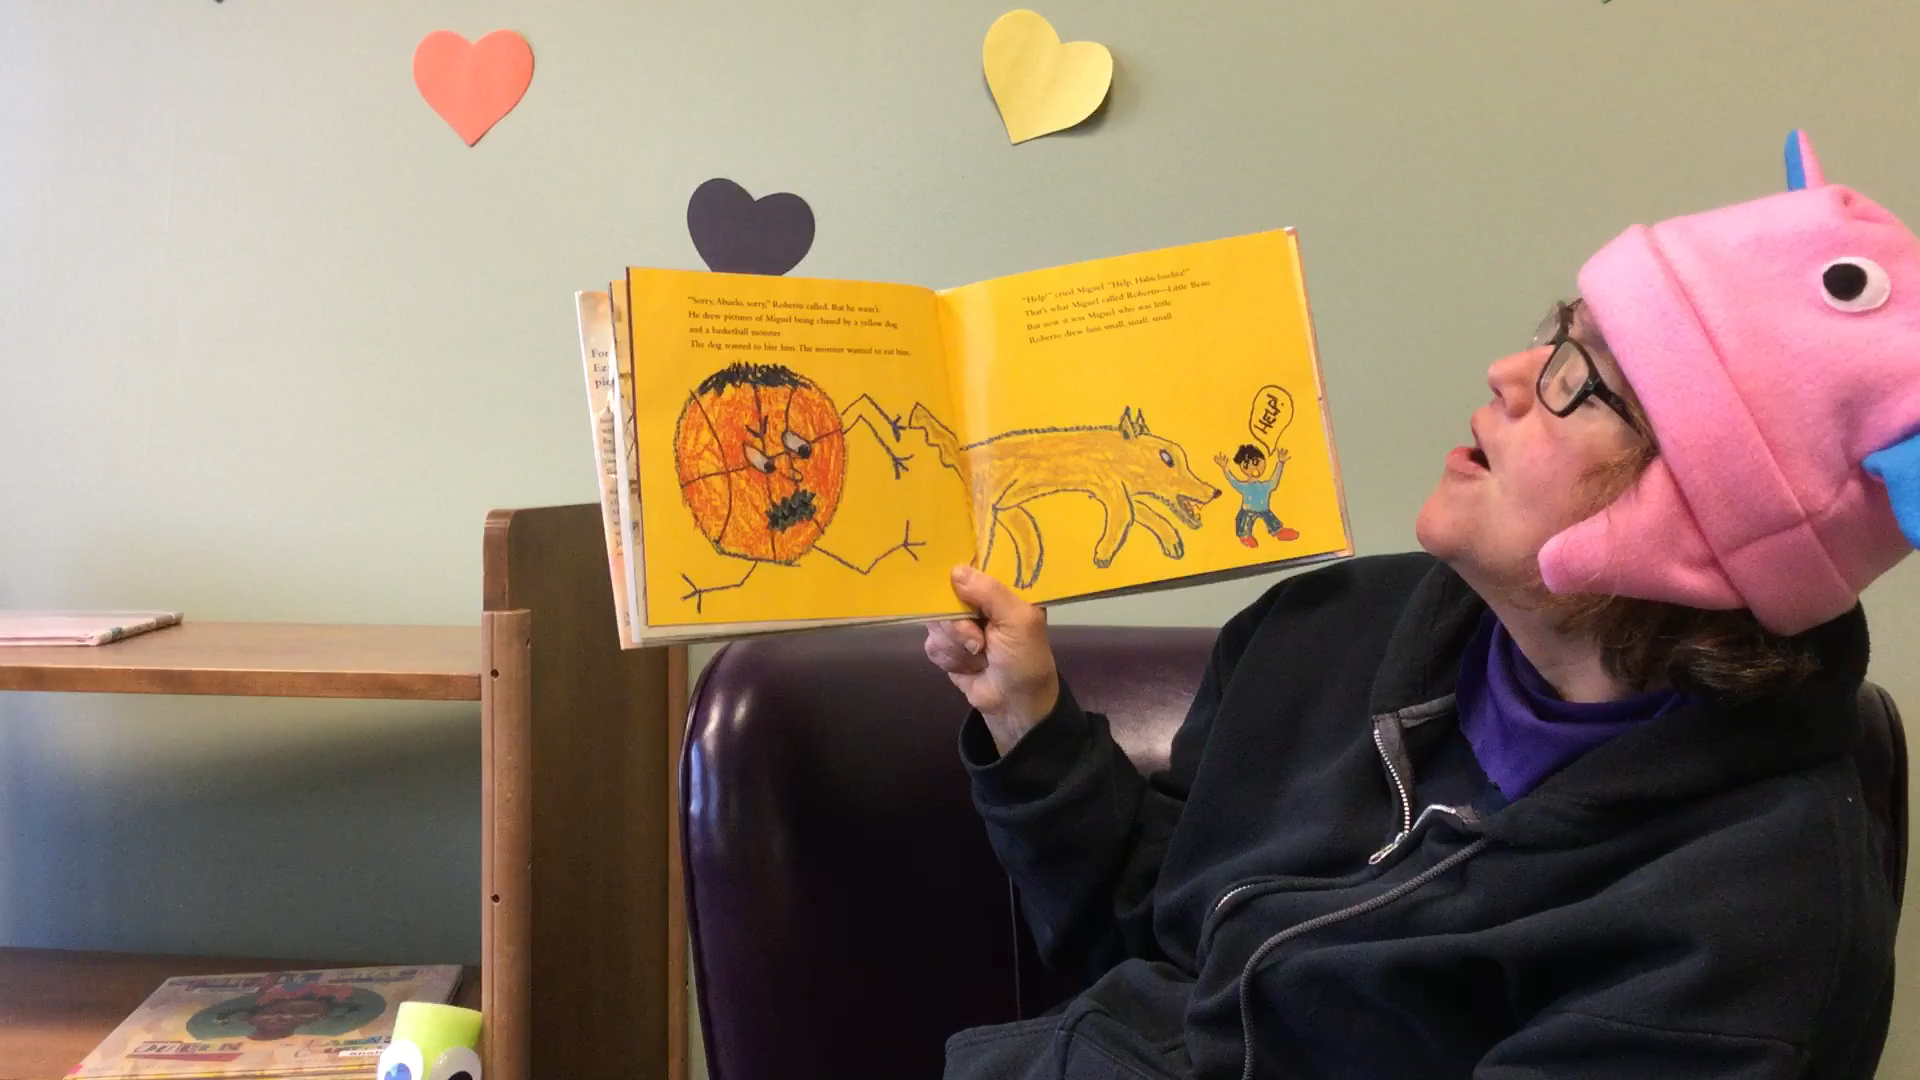 "Sorry, Abuelo, sorry," Roberto called. But he wasn't.
He drew pictures of Miguel being chased by a yellow dog
and a basketball monster.
The dog wanted to bite him. The monster wanted to eat him.
"Help!" cried Miguel. "Help, Habichuelita!"
That's what Miguel called Roberto—Little Bean.
But now it was Miguel who was little.
Roberto drew him small, small, small.
HELP!
For
QUEEN